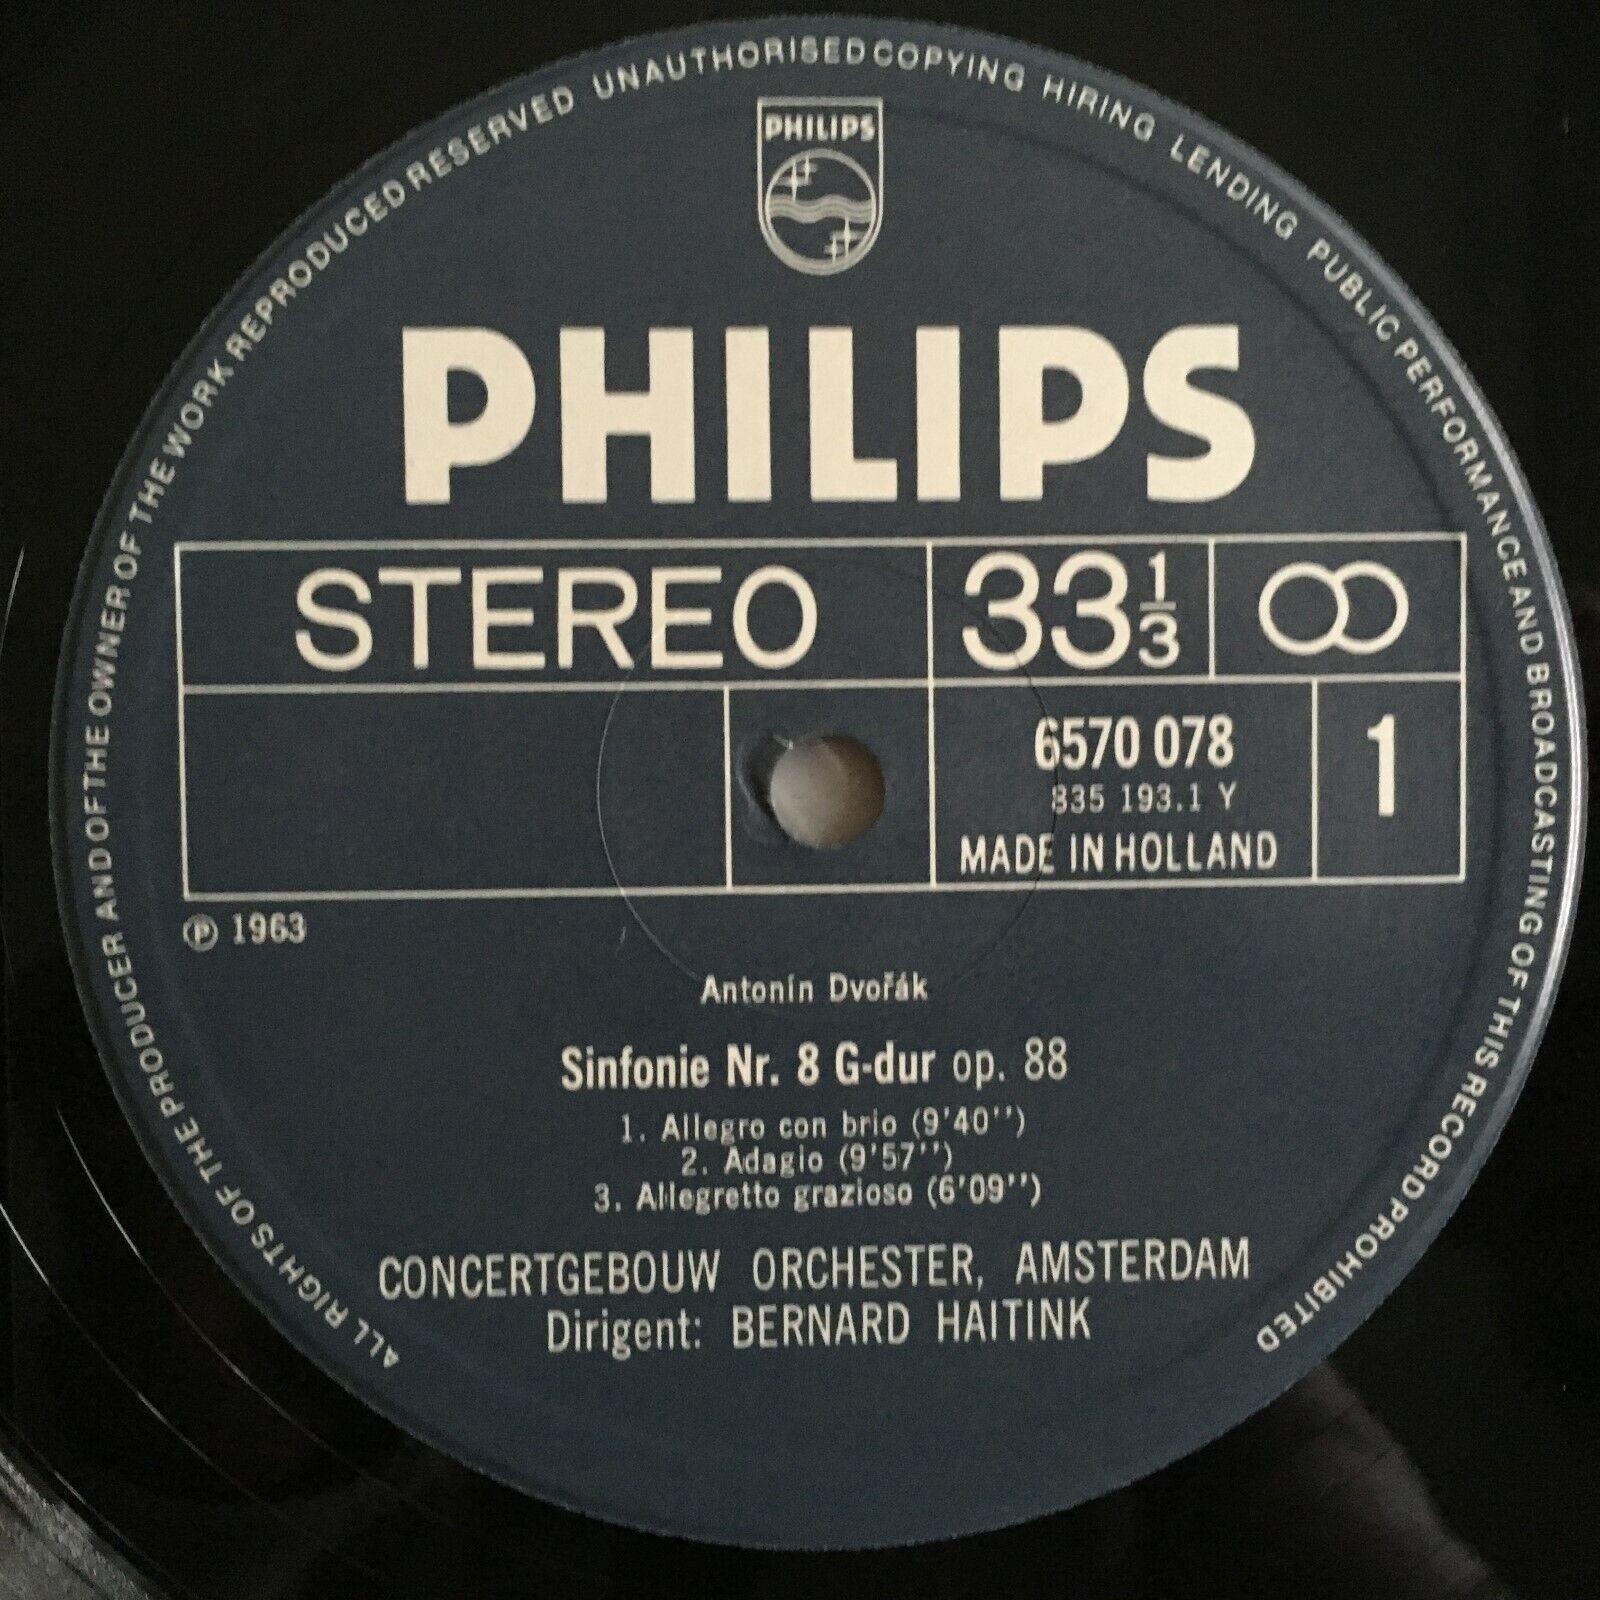 ALL RIGHTS OF THE PRODUCER AND OF THE OWNER OF THE WORK REPRODUCED RESERVED UNAUTHORISED COPYING HIRING LENDING PUBLIC PERFORMANCE AND BROADCASTING OF THIS RECORD PROHIBITED
PHILIPS
PHILIPS
STEREO 33 1/3
6570 078 1
835 193.1 Y
MADE IN HOLLAND
℗ 1963
Antonín Dvořák
Sinfonie Nr. 8 G-dur op. 88
1. Allegro con brio (9'40'')
2. Adagio (9'57'')
3. Allegretto grazioso (6'09'')
CONCERTGEBOUW ORCHESTER, AMSTERDAM
Dirigent: BERNARD HAITINK